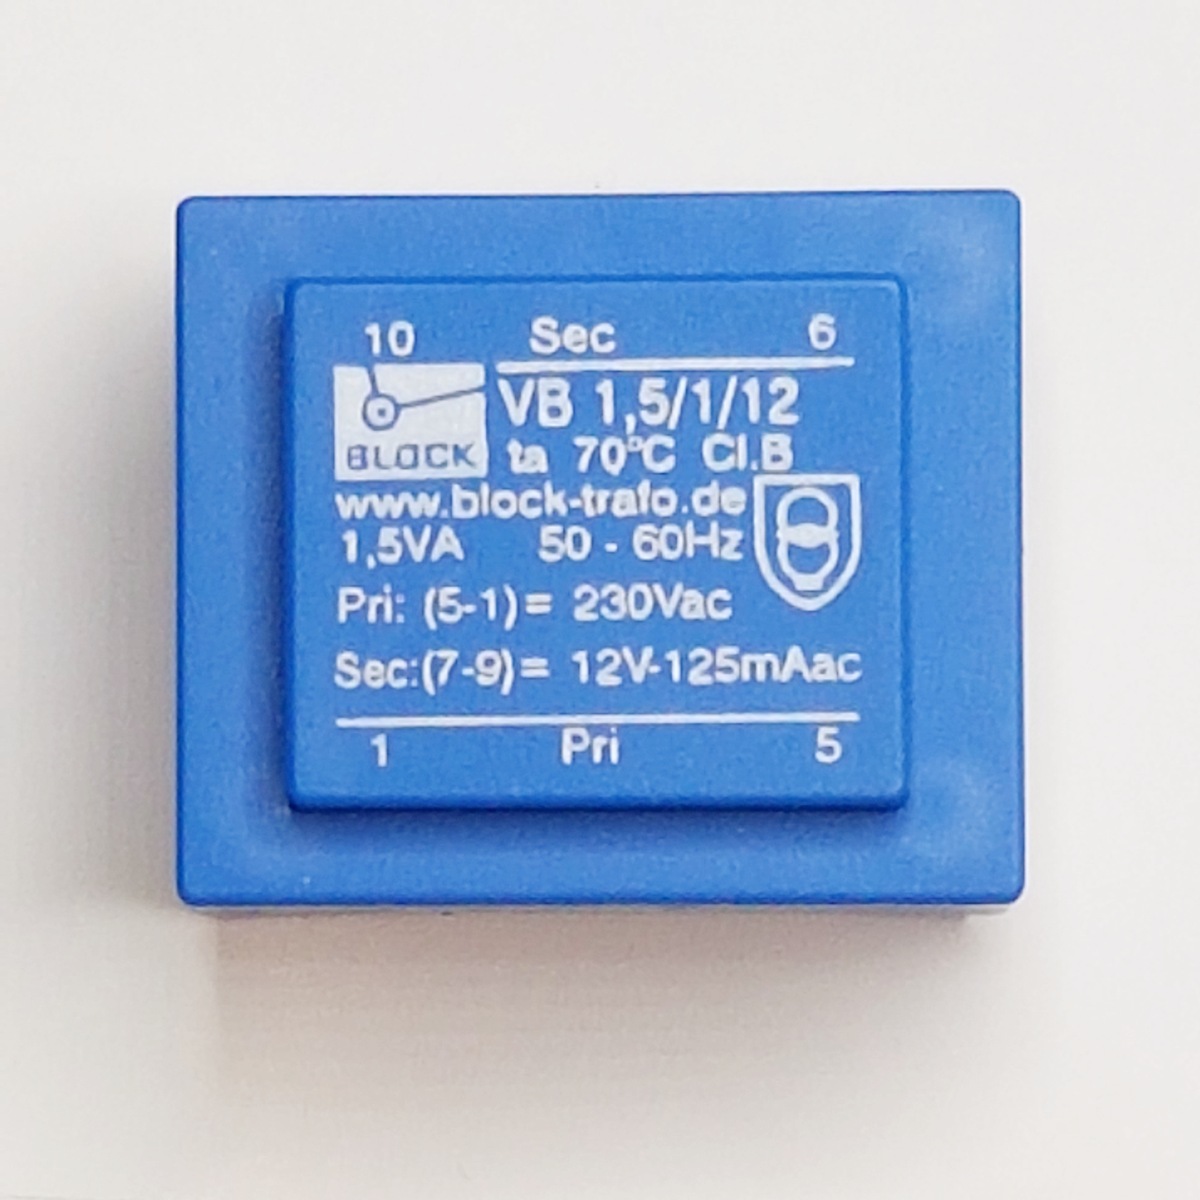 10 Sec 6
BLOCK
VB 1,5/1/12
ta 70°C Cl.B
www.block-trafo.de
1,5VA 50 - 60Hz
Pri: (5-1)= 230Vac
Sec:(7-9)= 12V-125mAac
1 Pri 5